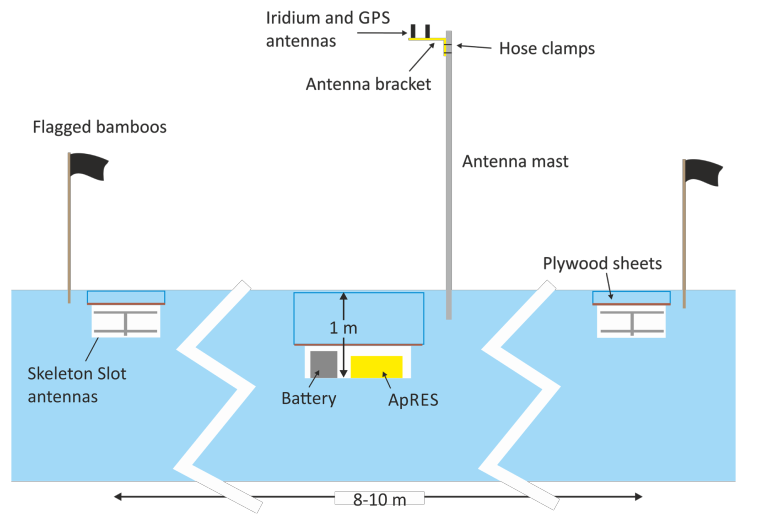 Iridium and GPS
antennas
Hose clamps
Antenna bracket
Flagged bamboos
Antenna mast
Plywood sheets
1 m
Skeleton Slot
antennas
Battery
ApRES
8-10 m